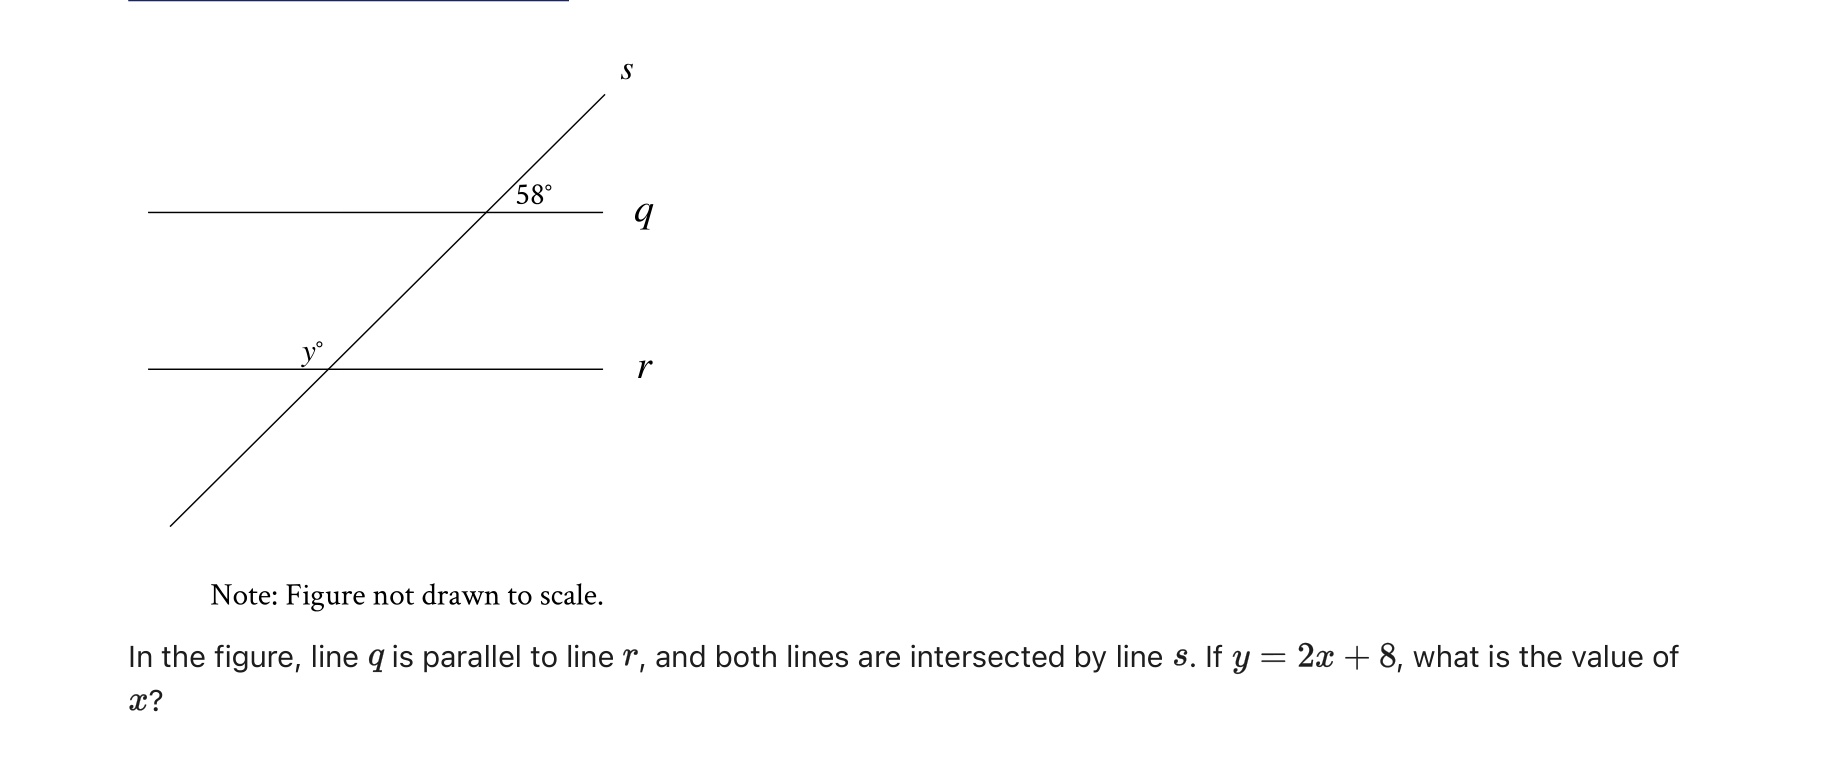 s
58°
q
y°
r
Note: Figure not drawn to scale.
In the figure, line q is parallel to line r, and both lines are intersected by line s. If y = 2x + 8, what is the value of
x?